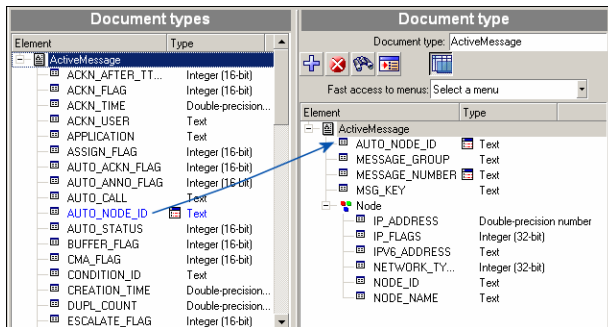 Document types
Element Type
ActiveMessage
ACKN_AFTER_TT... Integer (16-bit)
ACKN_FLAG Integer (16-bit)
ACKN_TIME Double-precision...
ACKN_USER Text
APPLICATION Text
ASSIGN_FLAG Integer (16-bit)
AUTO_ACKN_FLAG Integer (16-bit)
AUTO_ANNO_FLAG Integer (16-bit)
AUTO_CALL Text
AUTO_NODE_ID Text
AUTO_STATUS Integer (16-bit)
BUFFER_FLAG Integer (16-bit)
CMA_FLAG Integer (16-bit)
CONDITION_ID Text
CREATION_TIME Double-precision...
DUPL_COUNT Double-precision...
ESCALATE_FLAG Integer (16-bit)
Document type
Document type: ActiveMessage
Fast access to menus: Select a menu
Element Type
ActiveMessage
AUTO_NODE_ID Text
MESSAGE_GROUP Text
MESSAGE_NUMBER Text
MSG_KEY Text
Node
IP_ADDRESS Double-precision number
IP_FLAGS Integer (32-bit)
IPV6_ADDRESS Text
NETWORK_TY... Integer (32-bit)
NODE_ID Text
NODE_NAME Text